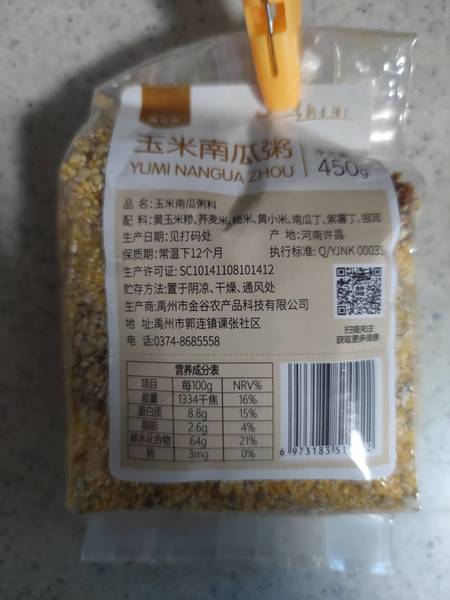 玉米南瓜粥
YUMI NANGUA ZHOU
净含量:
450g
品 名:玉米南瓜粥料
配 料:黄玉米糁、荞麦米、糙米、黄小米、南瓜丁、紫薯丁、银耳
生产日期:见打码处 产 地:河南许昌
保质期:常温下12个月 执行标准: Q/YJNK 0003S
生产许可证: SC10141108101412
贮存方法:置于阴凉、干燥、通风处
生产商:禹州市金谷农产品科技有限公司
地 址:禹州市郭连镇课张社区
电 话:0374-8685558
扫描关注
获取更多信息
营养成分表
项目 每100g NRV%
能量 1334千焦 16%
蛋白质 8.8g 15%
脂肪 2.6g 4%
碳水化合物 64g 21%
钠 3mg 0%
6 973183 51